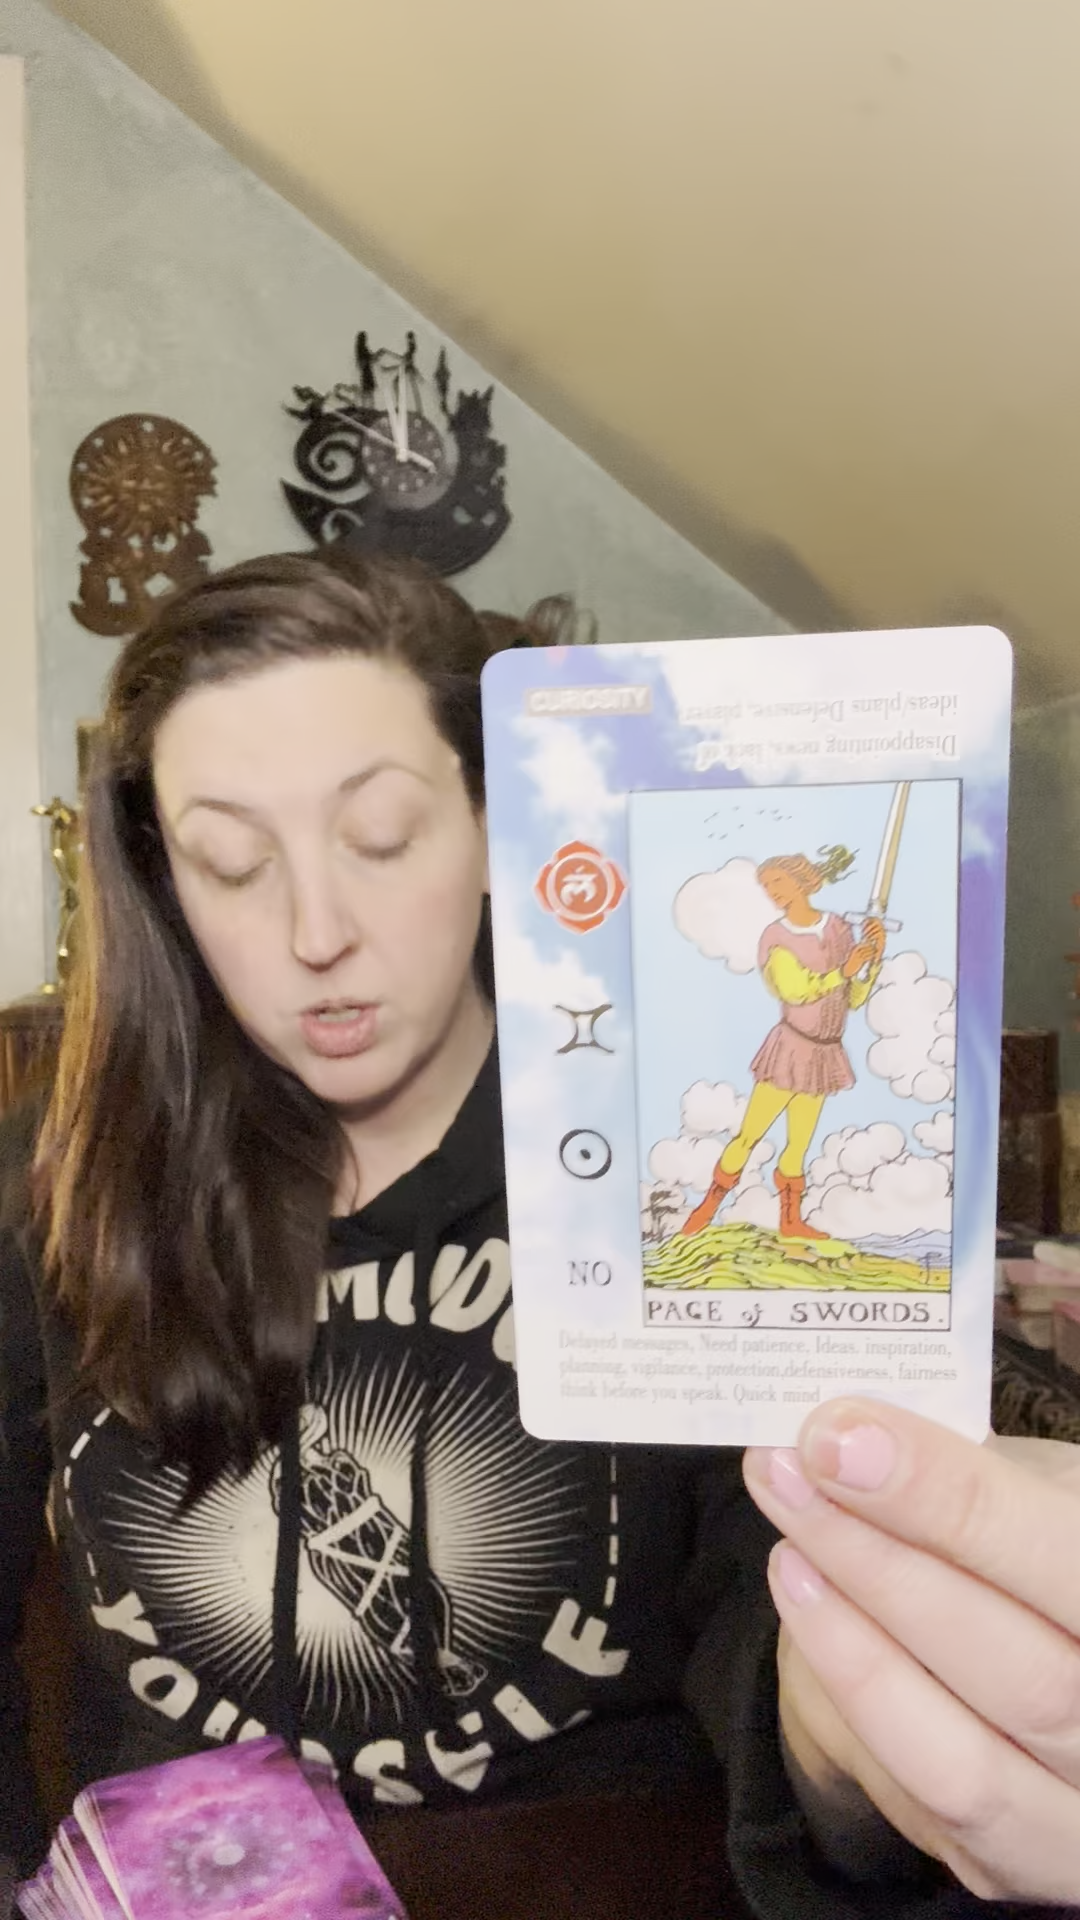 CURIOSITY
Disappointing news, lack of
ideas/plans Defensive,
NO
PAGE of SWORDS.
Delayed messages, Need patience, Ideas, inspiration,
planning, vigilance, protection,defensiveness, fairness
think before you speak. Quick mind